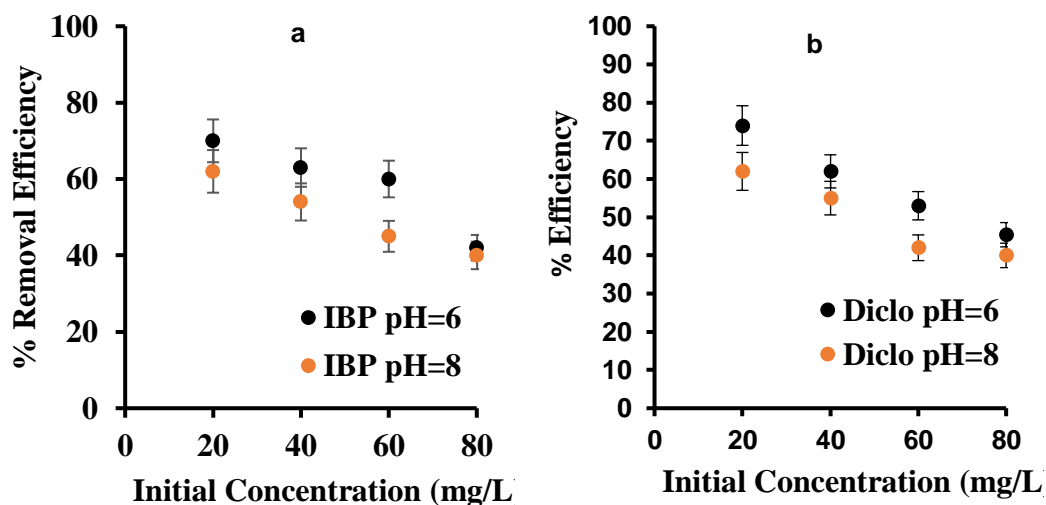 a
% Removal Efficiency
100
80
60
40
20
0
0 20 40 60 80
Initial Concentration (mg/L)
IBP pH=6
IBP pH=8
b
% Efficiency
100
90
80
70
60
50
40
30
20
10
0
0 20 40 60 80
Initial Concentration (mg/L)
Diclo pH=6
Diclo pH=8